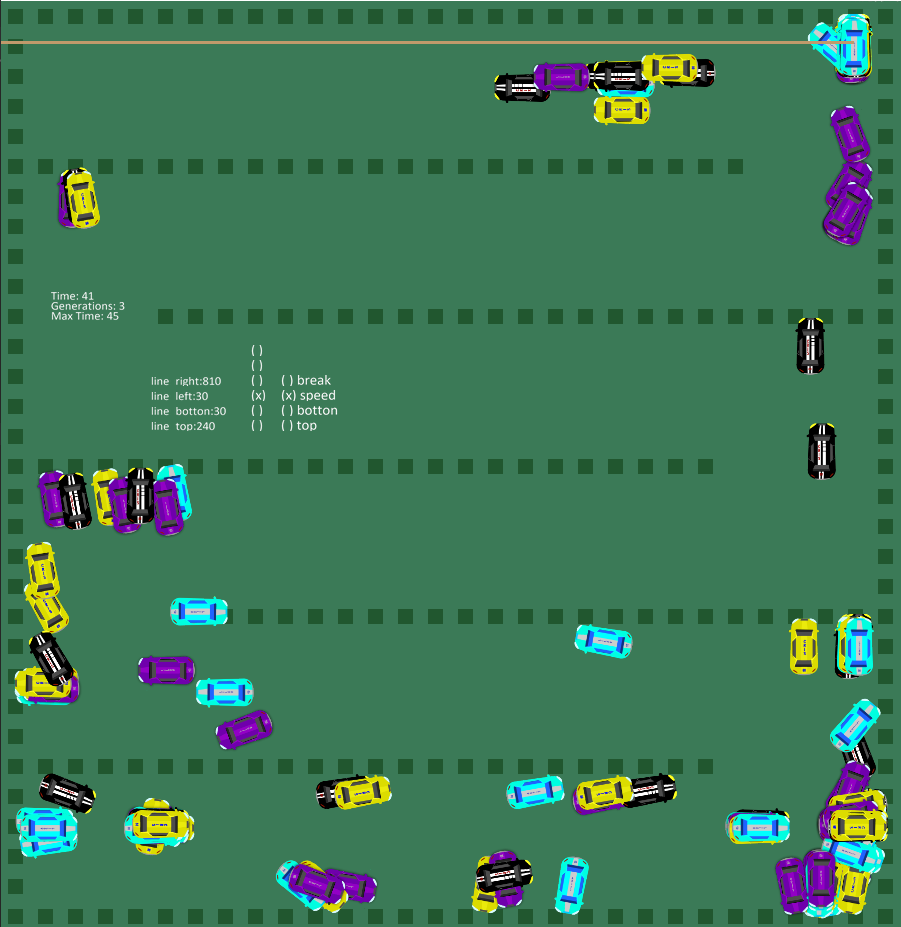 Time: 41
Generations: 3
Max Time: 45
( )
( )
line right:810 ( ) ( ) break
line left:30 (x) (x) speed
line botton:30 ( ) ( ) botton
line top:240 ( ) ( ) top